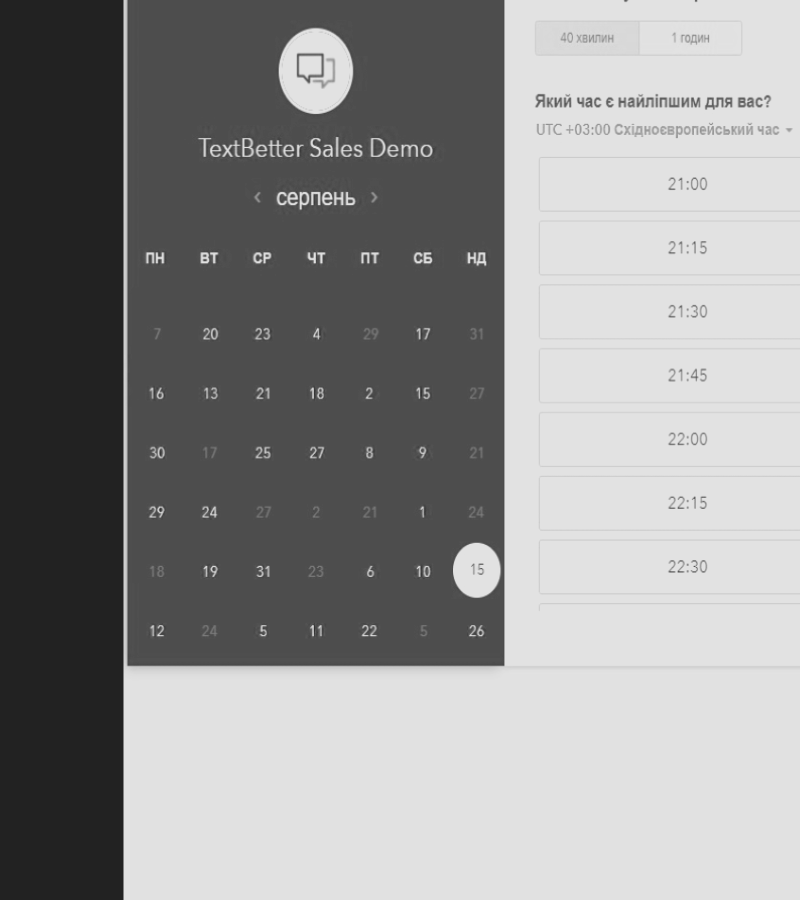 TextBetter Sales Demo
серпень
ПН ВТ СР ЧТ ПТ СБ НД
7 20 23 4 29 17 31
16 13 21 18 2 15 27
30 17 25 27 8 9 21
29 24 27 2 21 1 24
18 19 31 23 6 10 15
12 24 5 11 22 5 26
40 хвилин 1 годин
Який час є найліпшим для вас?
UTC +03:00 Східноєвропейський час
21:00
21:15
21:30
21:45
22:00
22:15
22:30